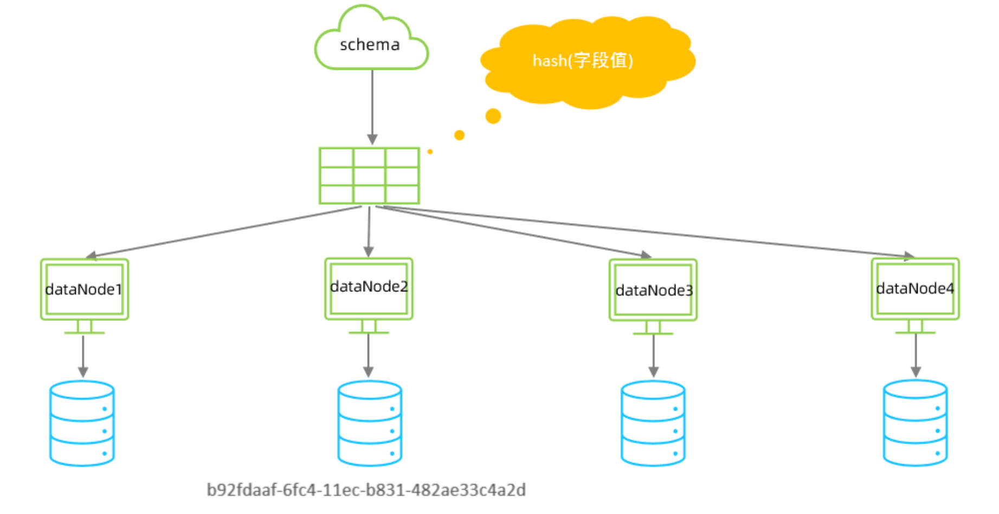 schema
hash(字段值)
dataNode1
dataNode2
dataNode3
dataNode4
b92fdaaf-6fc4-11ec-b831-482ae33c4a2d